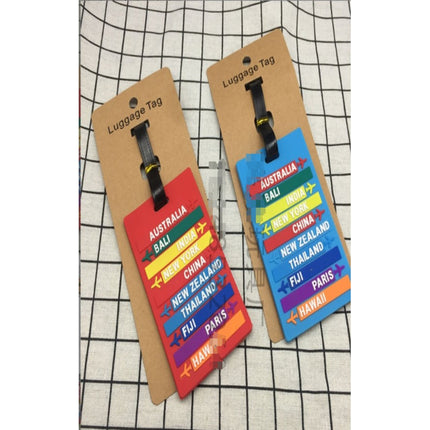 Luggage Tag
AUSTRALIA
BALI
INDIA
NEW YORK
CHINA
NEW ZEALAND
THAILAND
FIJI
PARIS
HAWAII
Luggage Tag
AUSTRALIA
BALI
INDIA
NEW YORK
CHINA
NEW ZEALAND
THAILAND
FIJI
PARIS
HAWAII